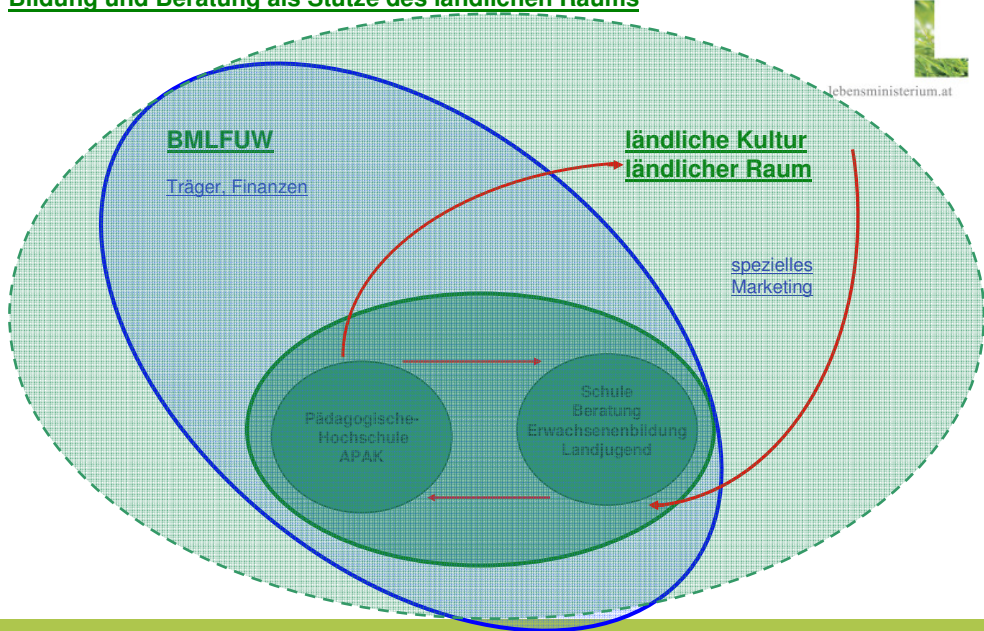 Bildung und Beratung als Stütze des ländlichen Raums
lebensministerium.at
BMLFUW
Träger, Finanzen
ländliche Kultur
ländlicher Raum
spezielles
Marketing
Pädagogische-
Hochschule
APAK
Schule
Beratung
Erwachsenenbildung
Landjugend